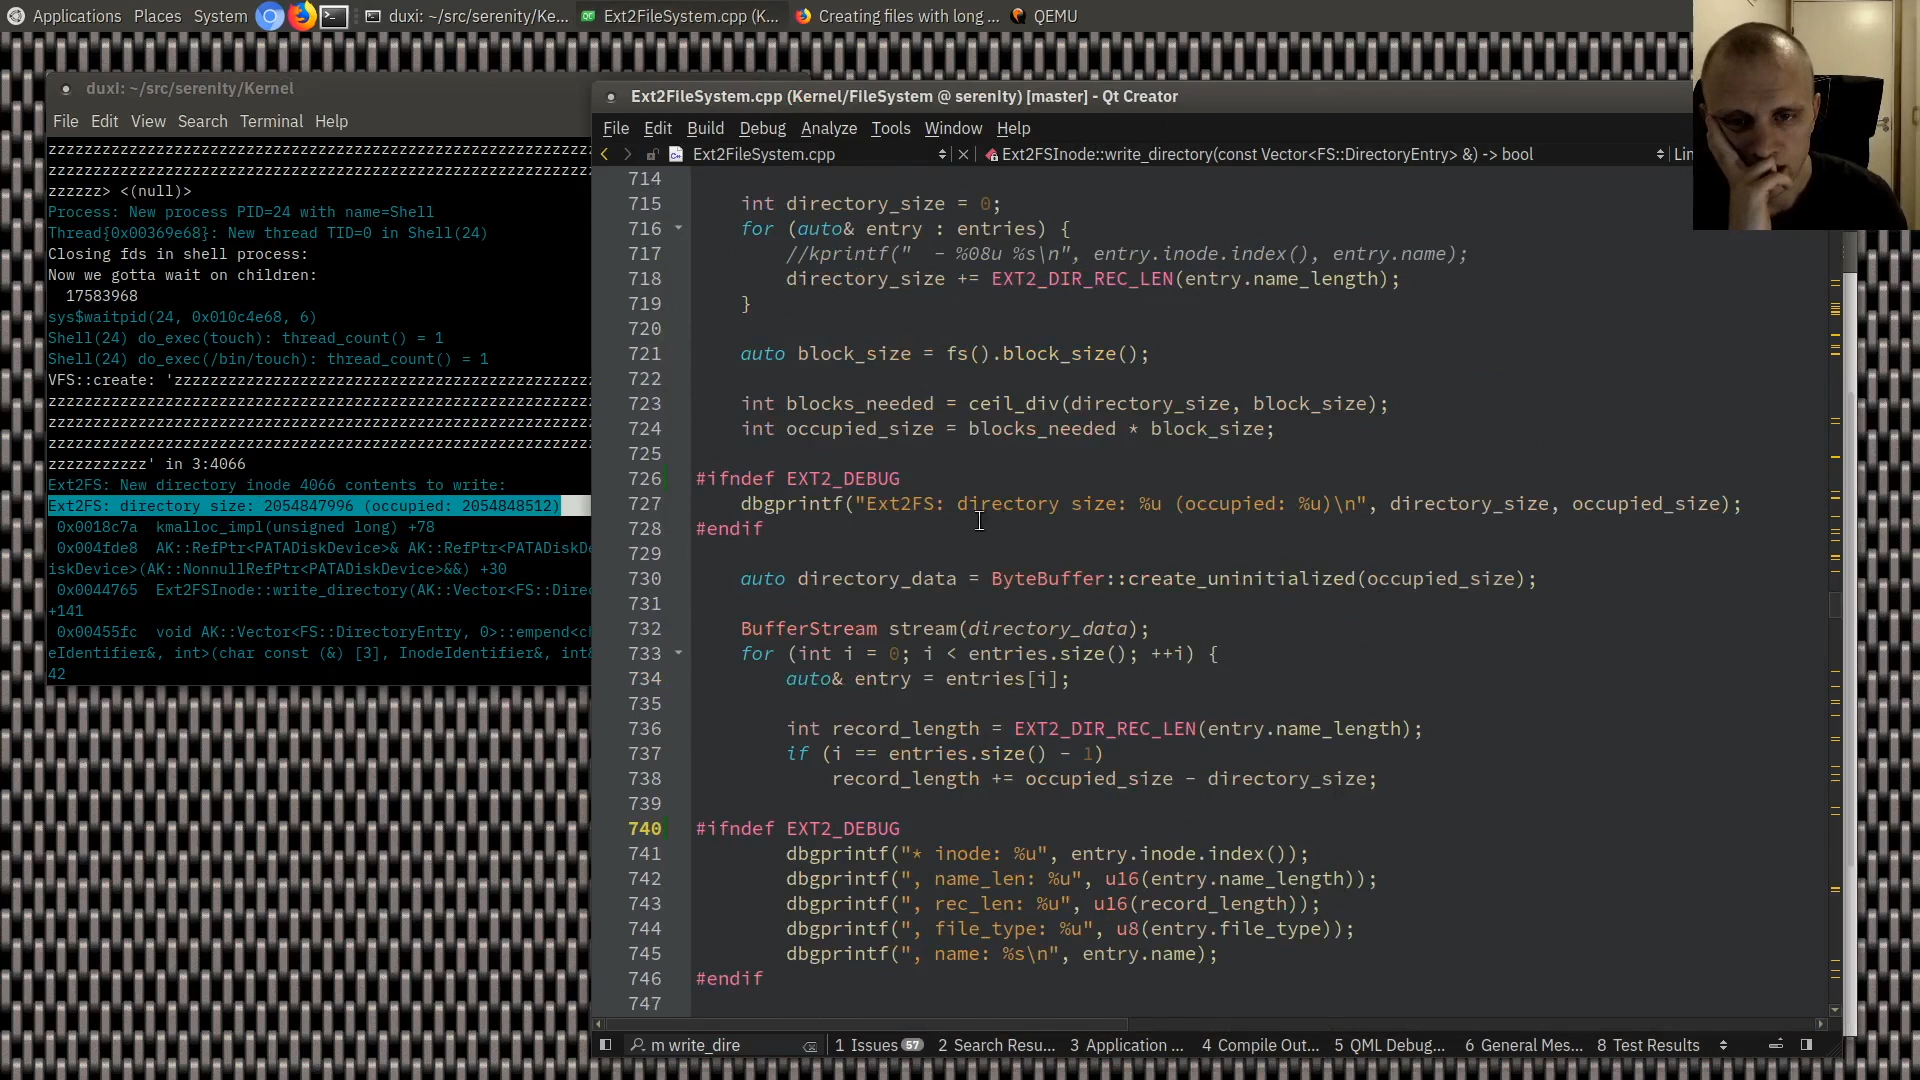 Applications Places System duxi: ~/src/serenity/Ke... Ext2FileSystem.cpp (K... Creating files with long ... QEMU
duxi: ~/src/serenity/Kernel
File Edit View Search Terminal Help
zzzzzzzzzzzzzzzzzzzzzzzzzzzzzzzzzzzzzzzzzzzzzzzzz
zzzzzzzzzzzzzzzzzzzzzzzzzzzzzzzzzzzzzzzzzzzzzzzzz
zzzzzz> <(null)>
Process: New process PID=24 with name=Shell
Thread{0x00369e68}: New thread TID=0 in Shell(24)
Closing fds in shell process:
Now we gotta wait on children:
17583968
sys$waitpid(24, 0x010c4e68, 6)
Shell(24) do_exec(touch): thread_count() = 1
Shell(24) do_exec(/bin/touch): thread_count() = 1
VFS::create: 'zzzzzzzzzzzzzzzzzzzzzzzzzzzzzzzzzzz
zzzzzzzzzzzzzzzzzzzzzzzzzzzzzzzzzzzzzzzzzzzzzzzzz
zzzzzzzzzzzzzzzzzzzzzzzzzzzzzzzzzzzzzzzzzzzzzzzzz
zzzzzzzzzzzzzzzzzzzzzzzzzzzzzzzzzzzzzzzzzzzzzzzzz
zzzzzzzzzzz' in 3:4066
Ext2FS: New directory inode 4066 contents to write:
Ext2FS: directory size: 2054847996 (occupied: 2054848512)
0x0018c7a kmalloc_impl(unsigned long) +78
0x004fde8 AK::RefPtr<PATADiskDevice>& AK::RefPtr<PATADis
iskDevice>(AK::NonnullRefPtr<PATADiskDevice>&&) +30
0x0044765 Ext2FSInode::write_directory(AK::Vector<FS::Dire
+141
0x00455fc void AK::Vector<FS::DirectoryEntry, 0>::empend<ch
eIdentifier&, int>(char const (&) [3], InodeIdentifier&, int&
42
Ext2FileSystem.cpp (Kernel/FileSystem @ serenity) [master] - Qt Creator
File Edit Build Debug Analyze Tools Window Help
Ext2FileSystem.cpp Ext2FSInode::write_directory(const Vector<FS::DirectoryEntry> &) -> bool Lin
714
715 int directory_size = 0;
716 for (auto& entry : entries) {
717 //kprintf("  - %08u %s\n", entry.inode.index(), entry.name);
718 directory_size += EXT2_DIR_REC_LEN(entry.name_length);
719 }
720
721 auto block_size = fs().block_size();
722
723 int blocks_needed = ceil_div(directory_size, block_size);
724 int occupied_size = blocks_needed * block_size;
725
726 #ifndef EXT2_DEBUG
727 dbgprintf("Ext2FS: directory size: %u (occupied: %u)\n", directory_size, occupied_size);
728 #endif
729
730 auto directory_data = ByteBuffer::create_uninitialized(occupied_size);
731
732 BufferStream stream(directory_data);
733 for (int i = 0; i < entries.size(); ++i) {
734 auto& entry = entries[i];
735
736 int record_length = EXT2_DIR_REC_LEN(entry.name_length);
737 if (i == entries.size() - 1)
738 record_length += occupied_size - directory_size;
739
740 #ifndef EXT2_DEBUG
741 dbgprintf("* inode: %u", entry.inode.index());
742 dbgprintf(", name_len: %u", u16(entry.name_length));
743 dbgprintf(", rec_len: %u", u16(record_length));
744 dbgprintf(", file_type: %u", u8(entry.file_type));
745 dbgprintf(", name: %s\n", entry.name);
746 #endif
747
m write_dire 1 Issues 57 2 Search Resu... 3 Application ... 4 Compile Out... 5 QML Debug... 6 General Mes... 8 Test Results